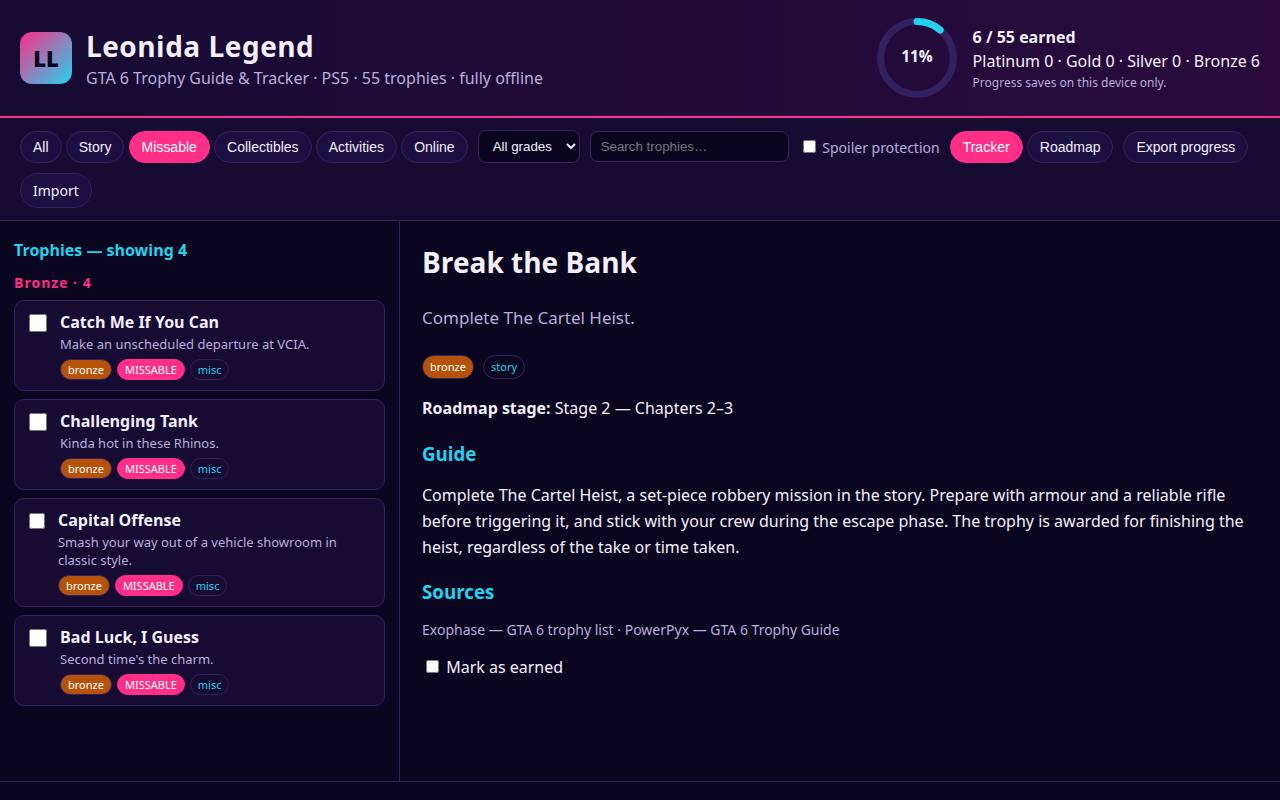 LL
Leonida Legend
GTA 6 Trophy Guide & Tracker · PS5 · 55 trophies · fully offline
11%
6 / 55 earned
Platinum 0 · Gold 0 · Silver 0 · Bronze 6
Progress saves on this device only.
All Story Missable Collectibles Activities Online All grades Search trophies… Spoiler protection Tracker Roadmap Export progress
Import
Trophies — showing 4
Bronze · 4
Catch Me If You Can
Make an unscheduled departure at VCIA.
bronze MISSABLE misc
Challenging Tank
Kinda hot in these Rhinos.
bronze MISSABLE misc
Capital Offense
Smash your way out of a vehicle showroom in
classic style.
bronze MISSABLE misc
Bad Luck, I Guess
Second time's the charm.
bronze MISSABLE misc
Break the Bank
Complete The Cartel Heist.
bronze story
Roadmap stage: Stage 2 — Chapters 2–3
Guide
Complete The Cartel Heist, a set-piece robbery mission in the story. Prepare with armour and a reliable rifle
before triggering it, and stick with your crew during the escape phase. The trophy is awarded for finishing the
heist, regardless of the take or time taken.
Sources
Exophase — GTA 6 trophy list · PowerPyx — GTA 6 Trophy Guide
Mark as earned